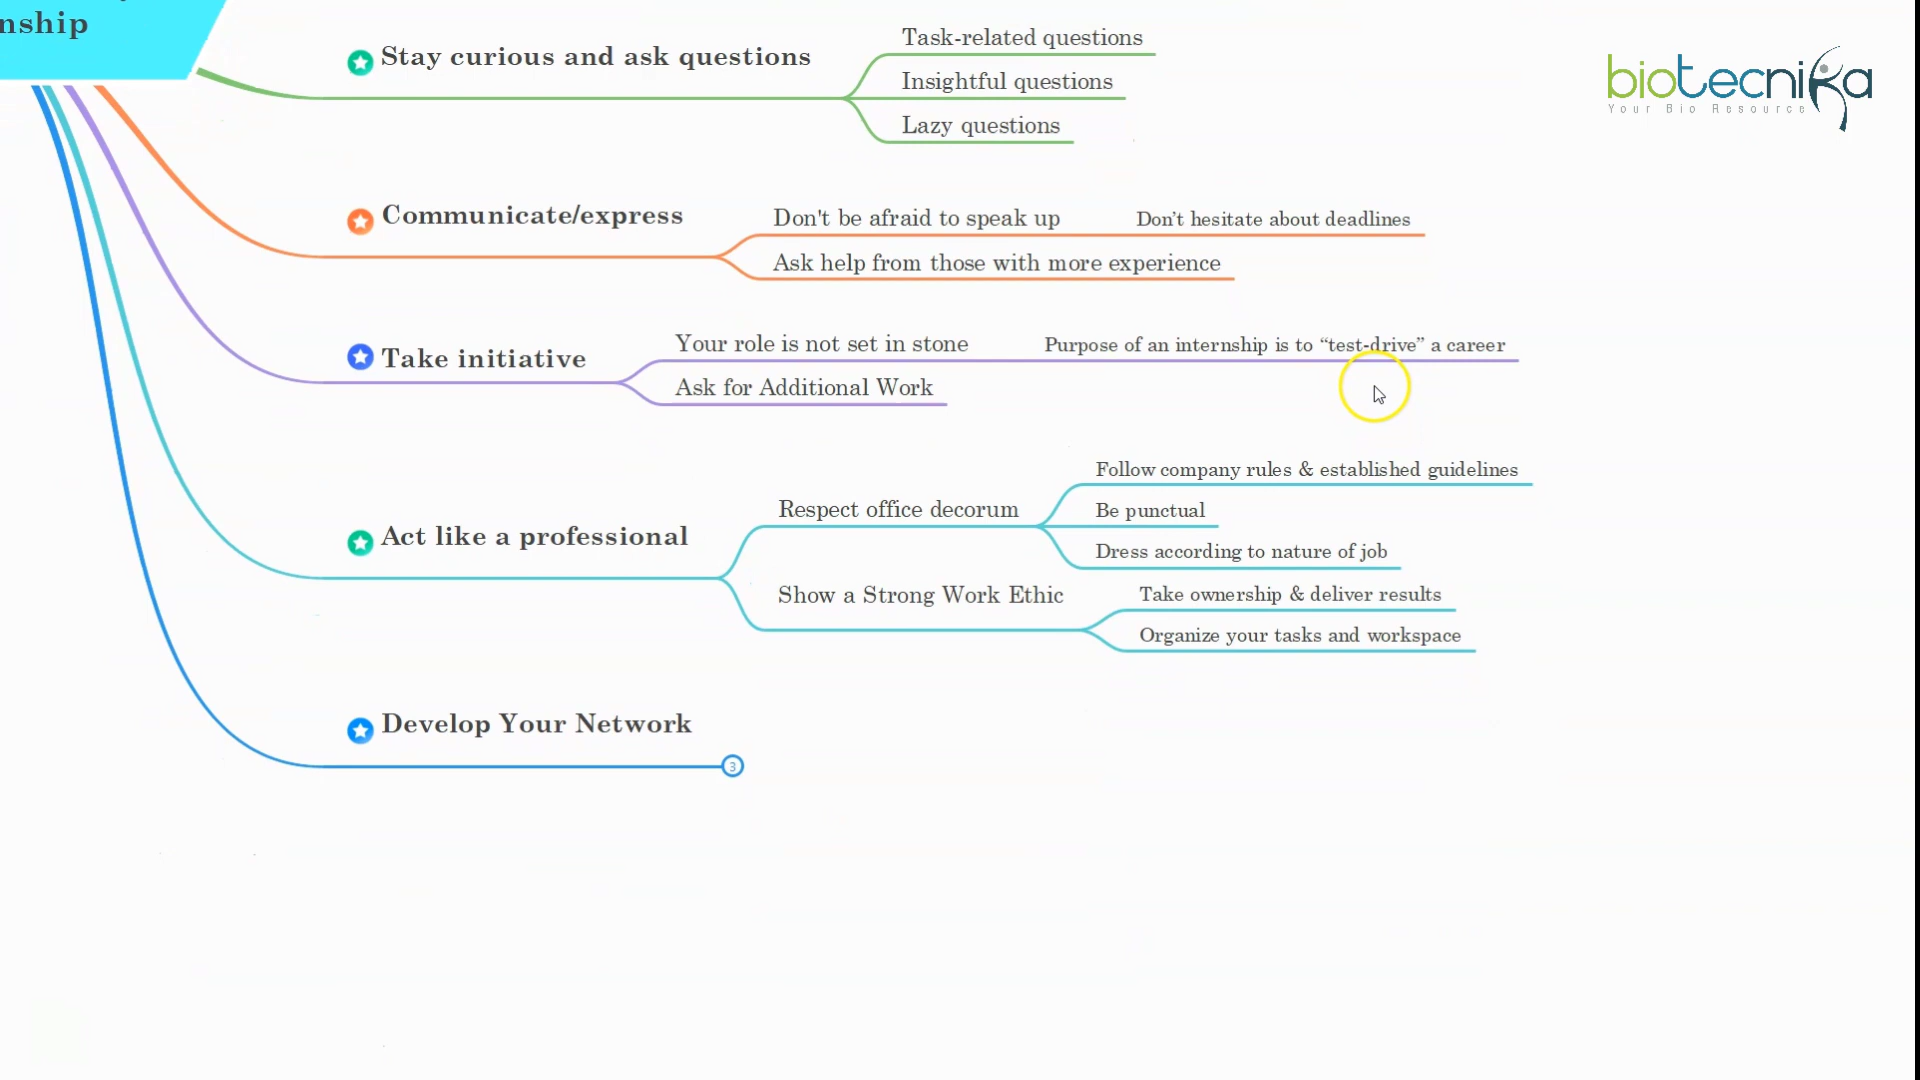 nship
Stay curious and ask questions
Task-related questions
Insightful questions
Lazy questions
biotecnika
Your Bio Resource
Communicate/express
Don't be afraid to speak up
Don’t hesitate about deadlines
Ask help from those with more experience
Take initiative
Your role is not set in stone
Purpose of an internship is to “test-drive” a career
Ask for Additional Work
Act like a professional
Respect office decorum
Follow company rules & established guidelines
Be punctual
Dress according to nature of job
Show a Strong Work Ethic
Take ownership & deliver results
Organize your tasks and workspace
Develop Your Network
3